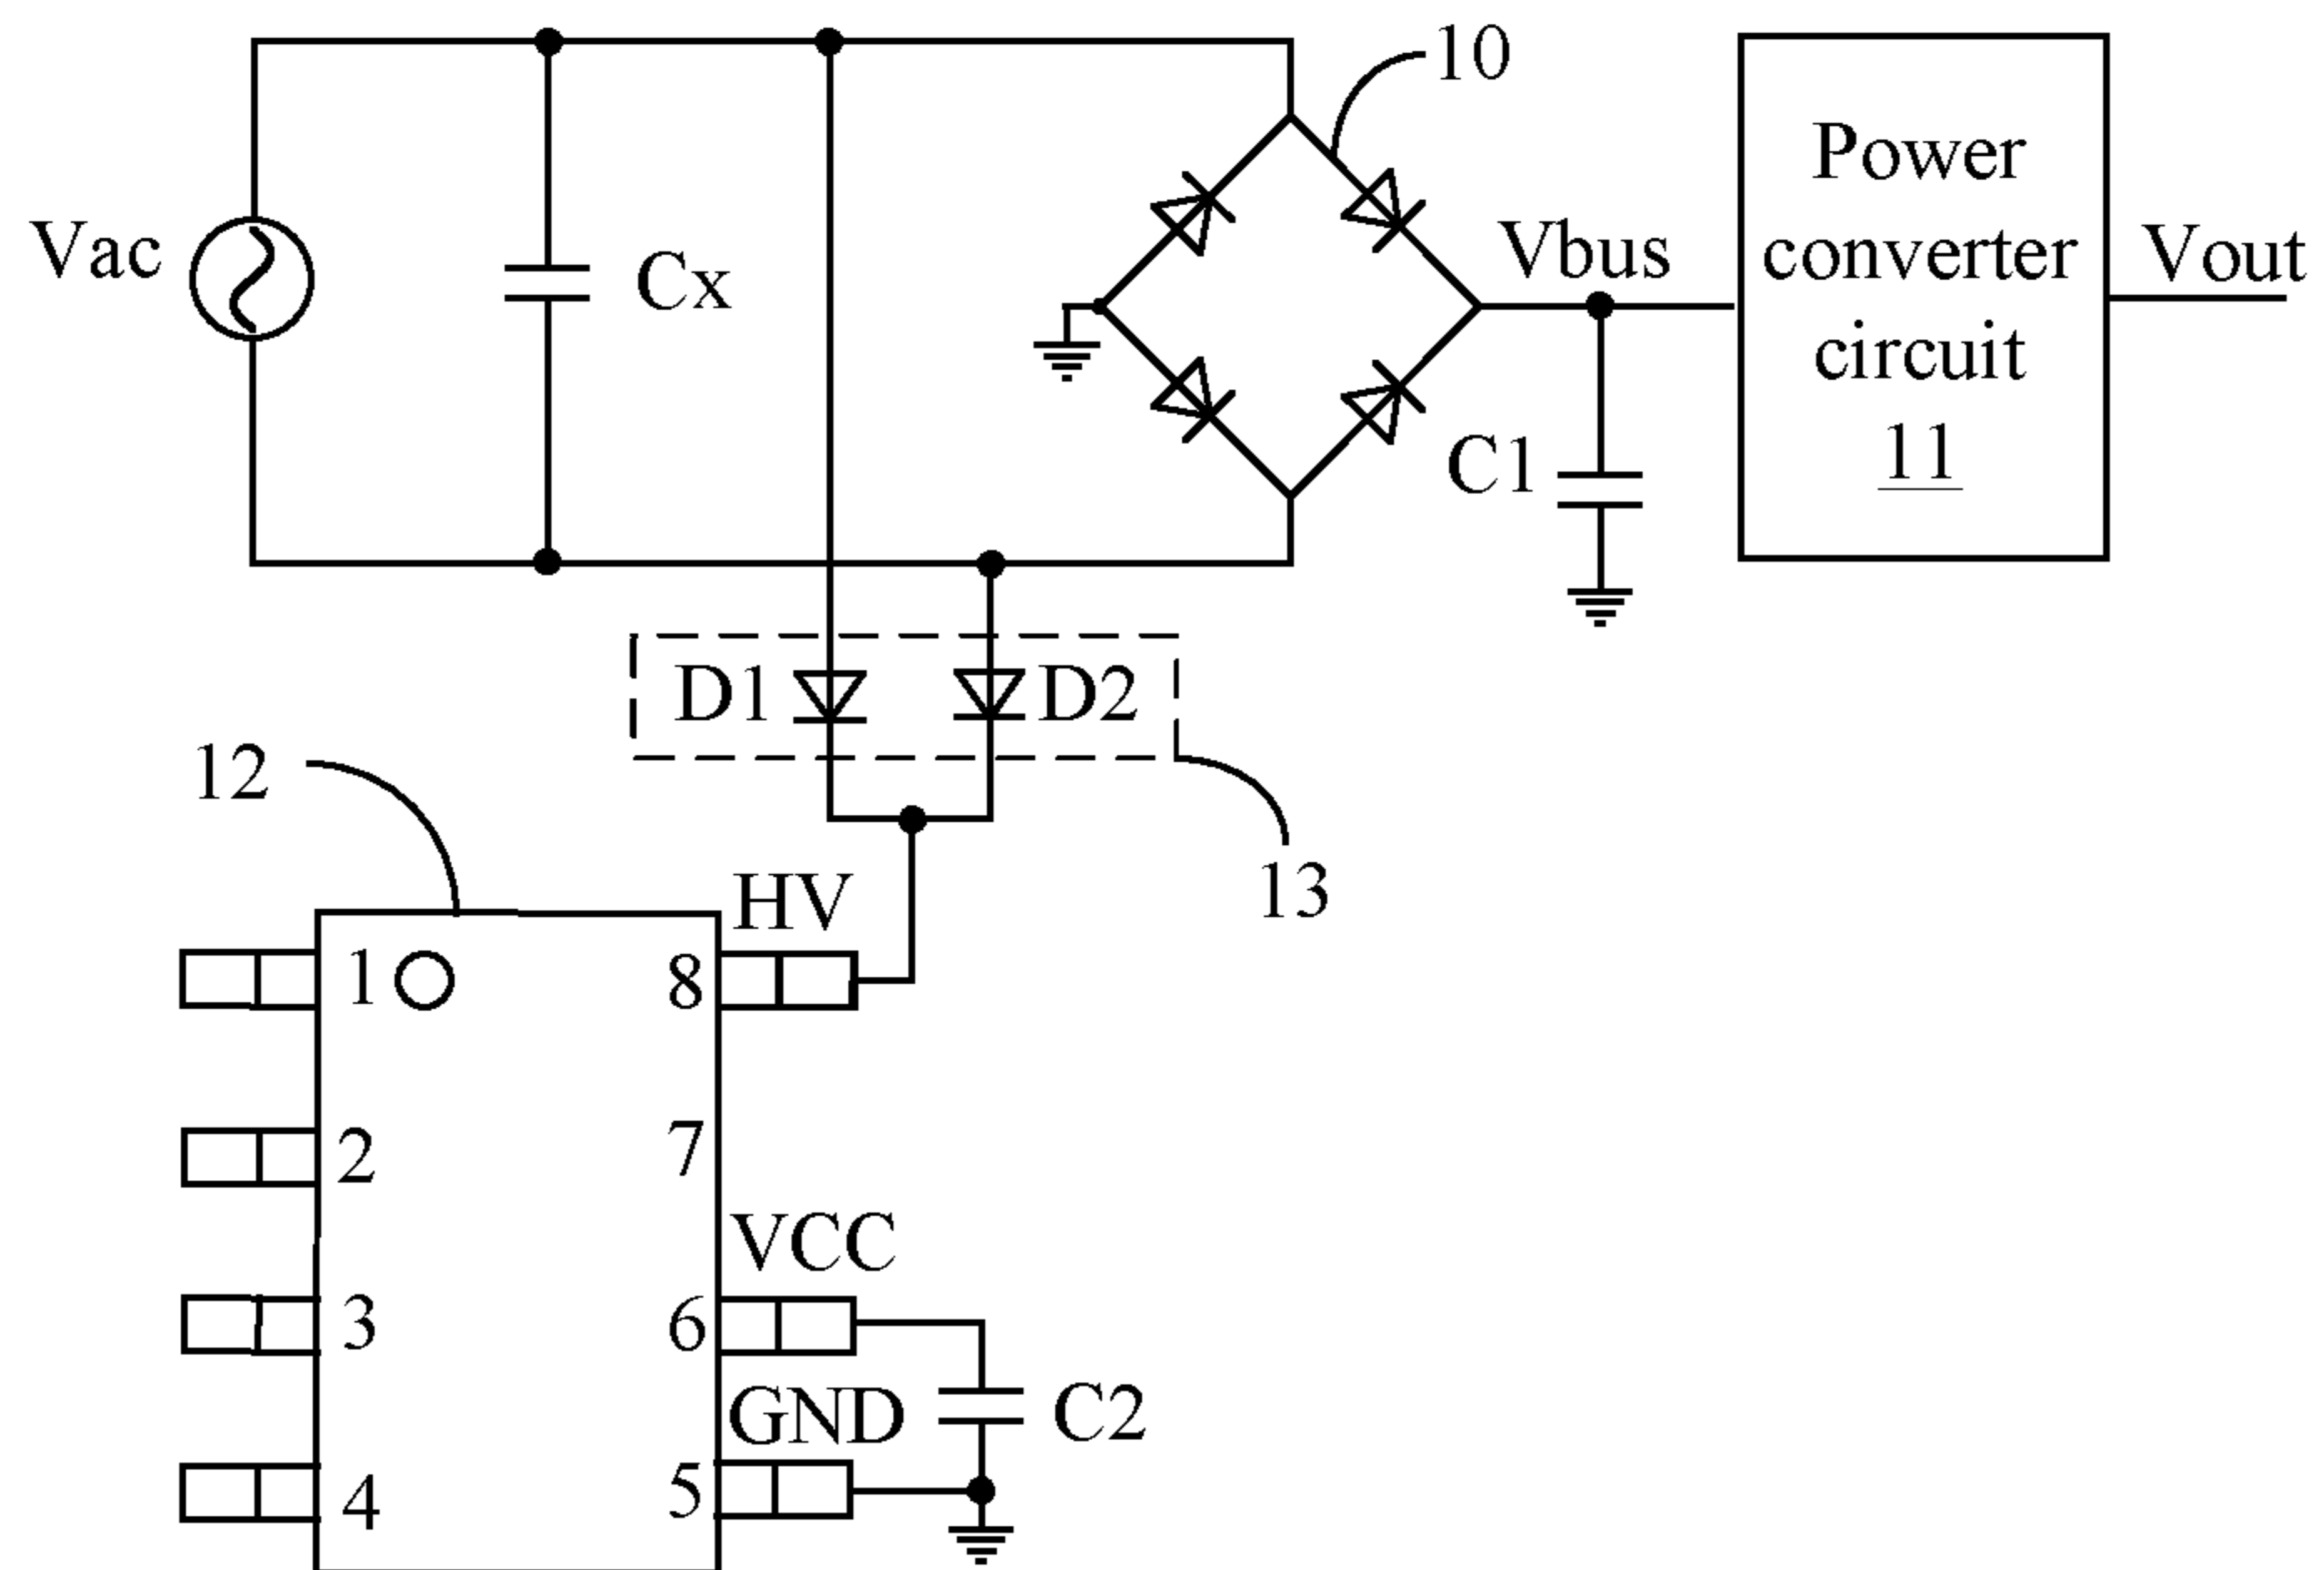 10
Power
converter
circuit
11
Vac
Cx
Vbus
Vout
C1
D1
D2
12
13
HV
1
8
2
7
VCC
3
6
GND
C2
4
5